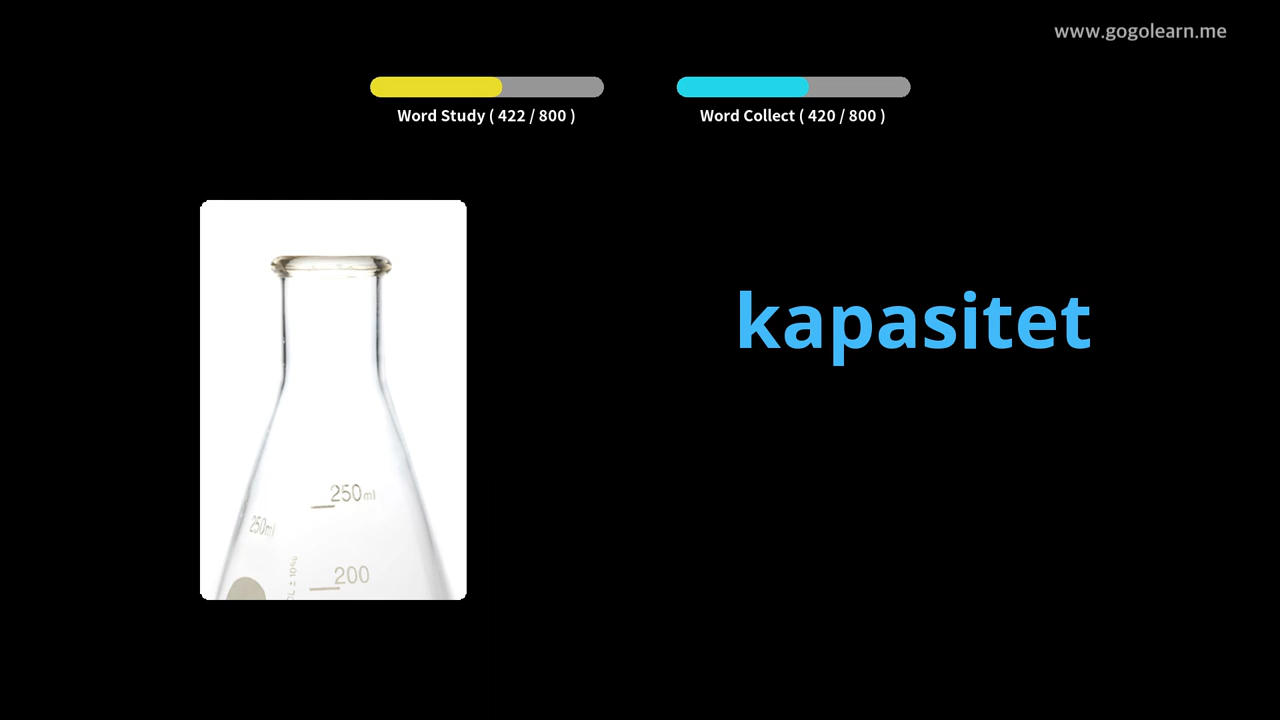 www.gogolearn.me
Word Study ( 422 / 800 )
Word Collect ( 420 / 800 )
kapasitet
250ml
250ml
200